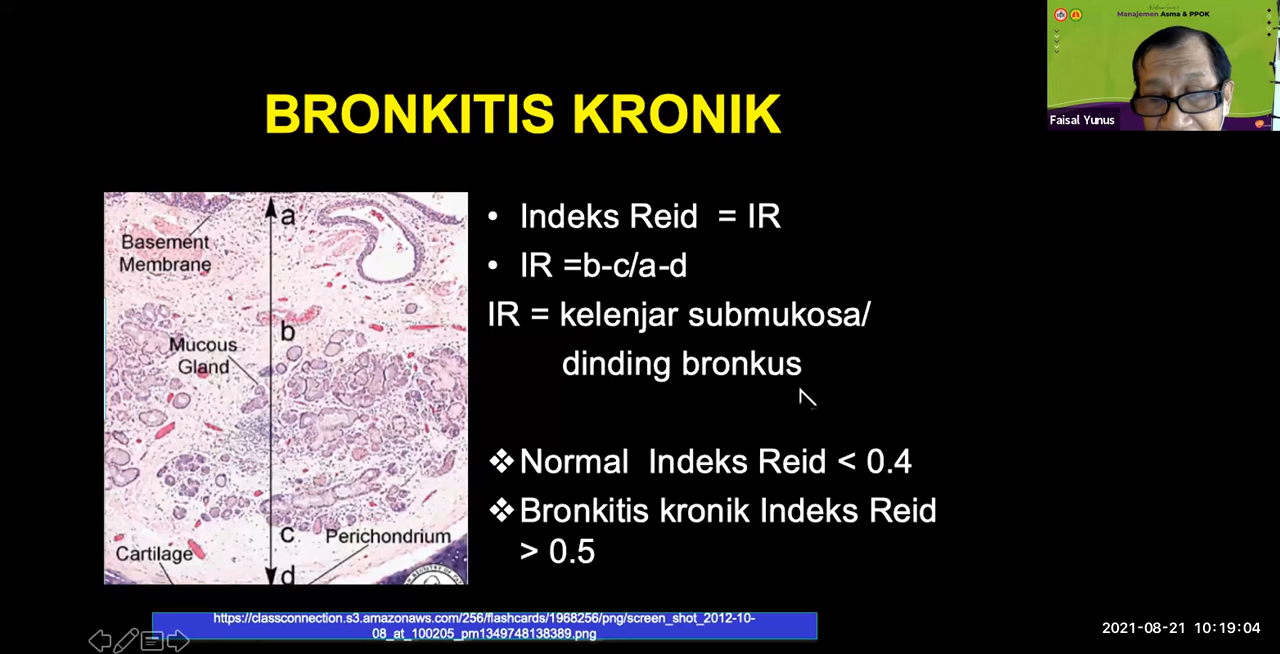 Manajemen Asma & PPOK
Faisal Yunus
BRONKITIS KRONIK
a
Basement
Membrane
b
Mucous
Gland
c
Perichondrium
Cartilage
d
• Indeks Reid = IR
• IR =b-c/a-d
IR = kelenjar submukosa/
dinding bronkus
❖Normal Indeks Reid < 0.4
❖Bronkitis kronik Indeks Reid
> 0.5
https://classconnection.s3.amazonaws.com/256/flashcards/1968256/png/screen_shot_2012-10-
08_at_100205_pm1349748138389.png
2021-08-21 10:19:04